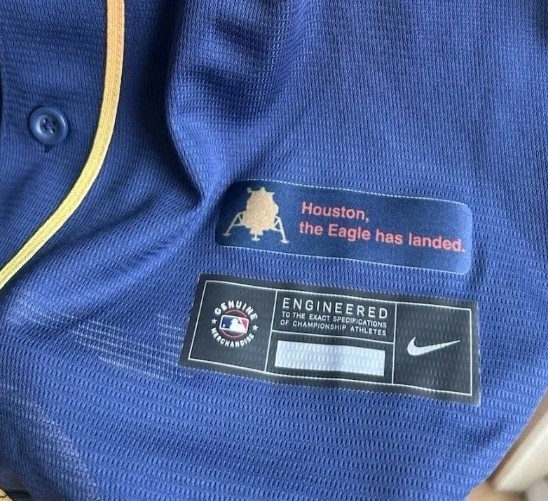 Houston,
the Eagle has landed.
GENUINE
MERCHANDISE
ENGINEERED
TO THE EXACT SPECIFICATIONS
OF CHAMPIONSHIP ATHLETES